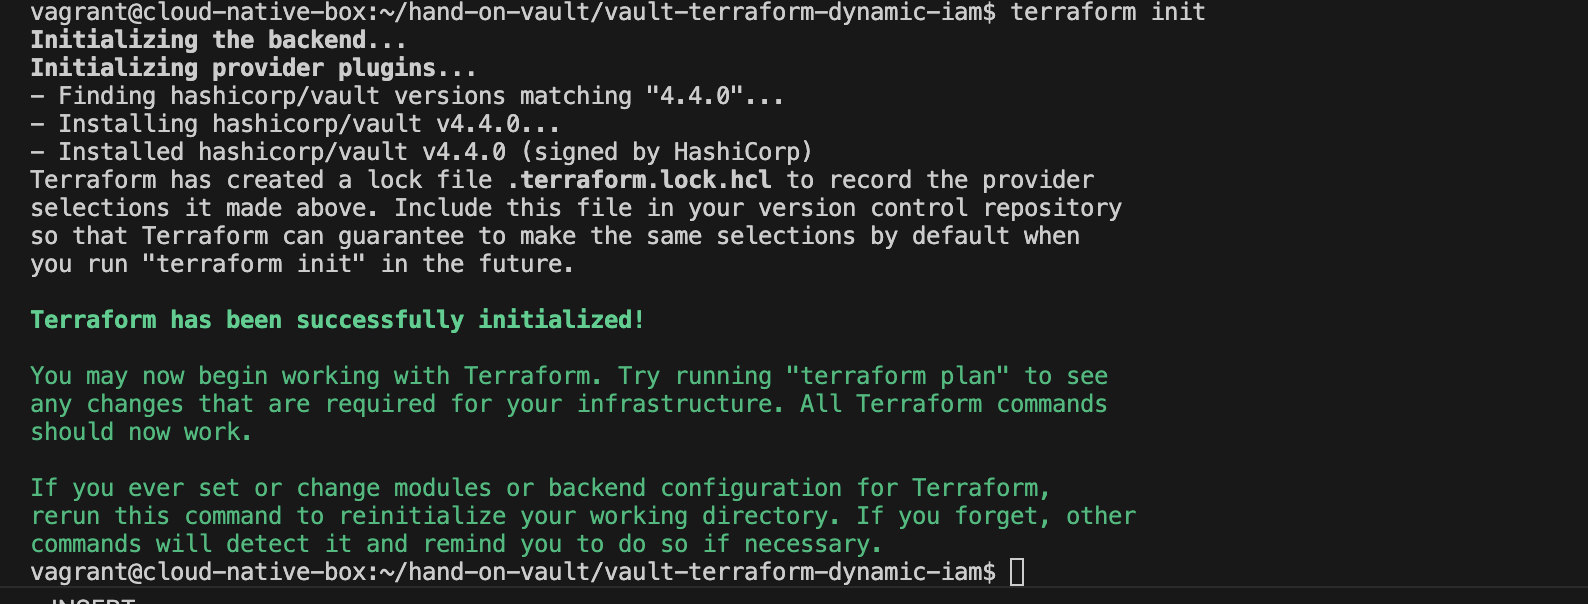 vagrant@cloud-native-box:~/hand-on-vault/vault-terraform-dynamic-iam$ terraform init
Initializing the backend...
Initializing provider plugins...
- Finding hashicorp/vault versions matching "4.4.0"...
- Installing hashicorp/vault v4.4.0...
- Installed hashicorp/vault v4.4.0 (signed by HashiCorp)
Terraform has created a lock file .terraform.lock.hcl to record the provider
selections it made above. Include this file in your version control repository
so that Terraform can guarantee to make the same selections by default when
you run "terraform init" in the future.
Terraform has been successfully initialized!
You may now begin working with Terraform. Try running "terraform plan" to see
any changes that are required for your infrastructure. All Terraform commands
should now work.
If you ever set or change modules or backend configuration for Terraform,
rerun this command to reinitialize your working directory. If you forget, other
commands will detect it and remind you to do so if necessary.
vagrant@cloud-native-box:~/hand-on-vault/vault-terraform-dynamic-iam$
-- INSERT --